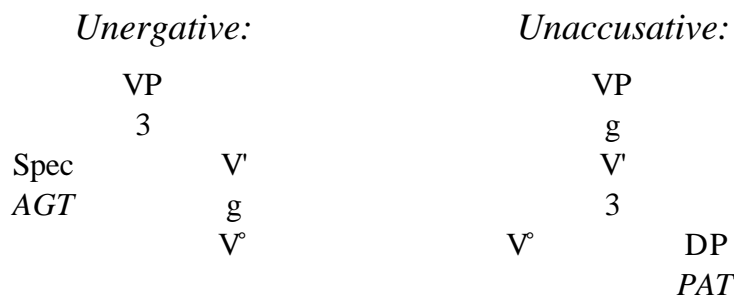 Unergative: Unaccusative:
VP VP
3 g
Spec V' V'
AGT g 3
V° V° DP
PAT